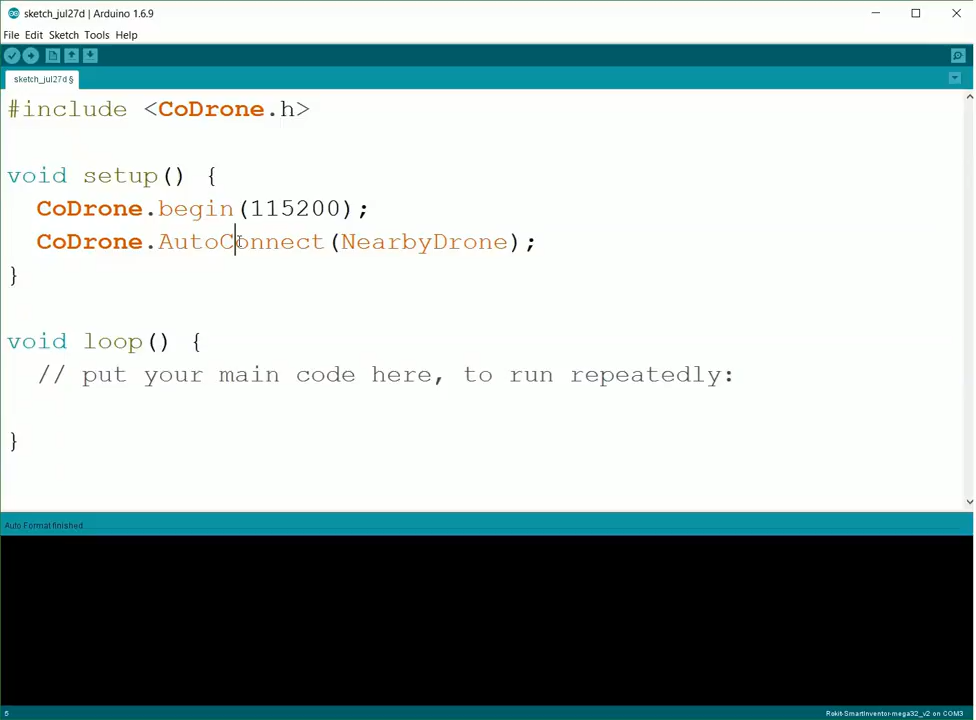 sketch_jul27d | Arduino 1.6.9
File Edit Sketch Tools Help
sketch_jul27d §
#include <CoDrone.h>
void setup() {
CoDrone.begin(115200);
CoDrone.AutoConnect(NearbyDrone);
}
void loop() {
// put your main code here, to run repeatedly:
}
Auto Format finished.
5
Rokit-SmartInventor-mega32_v2 on COM3